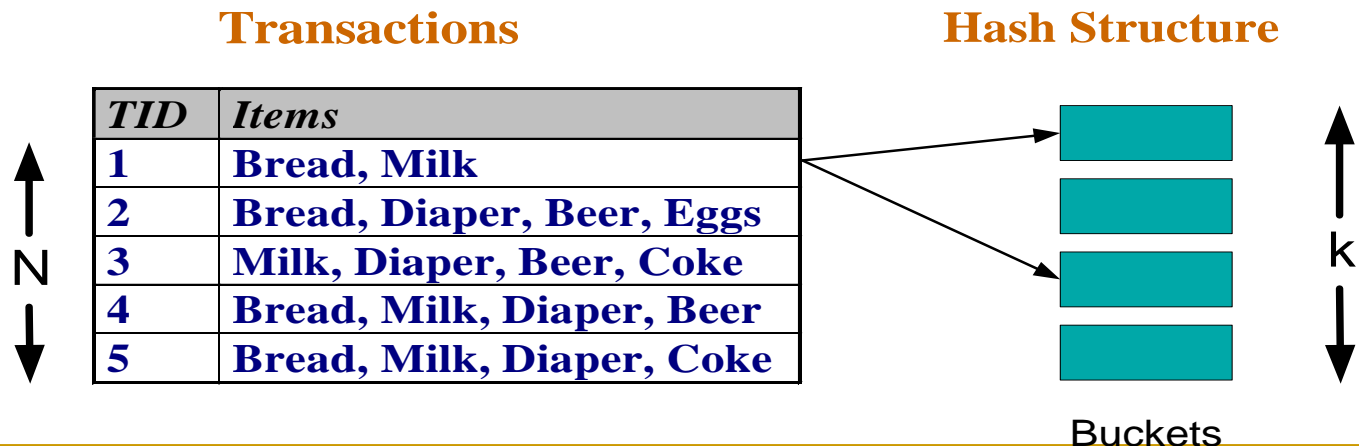 Transactions
Hash Structure
TID Items
1 Bread, Milk
2 Bread, Diaper, Beer, Eggs
3 Milk, Diaper, Beer, Coke
4 Bread, Milk, Diaper, Beer
5 Bread, Milk, Diaper, Coke
N
k
Buckets